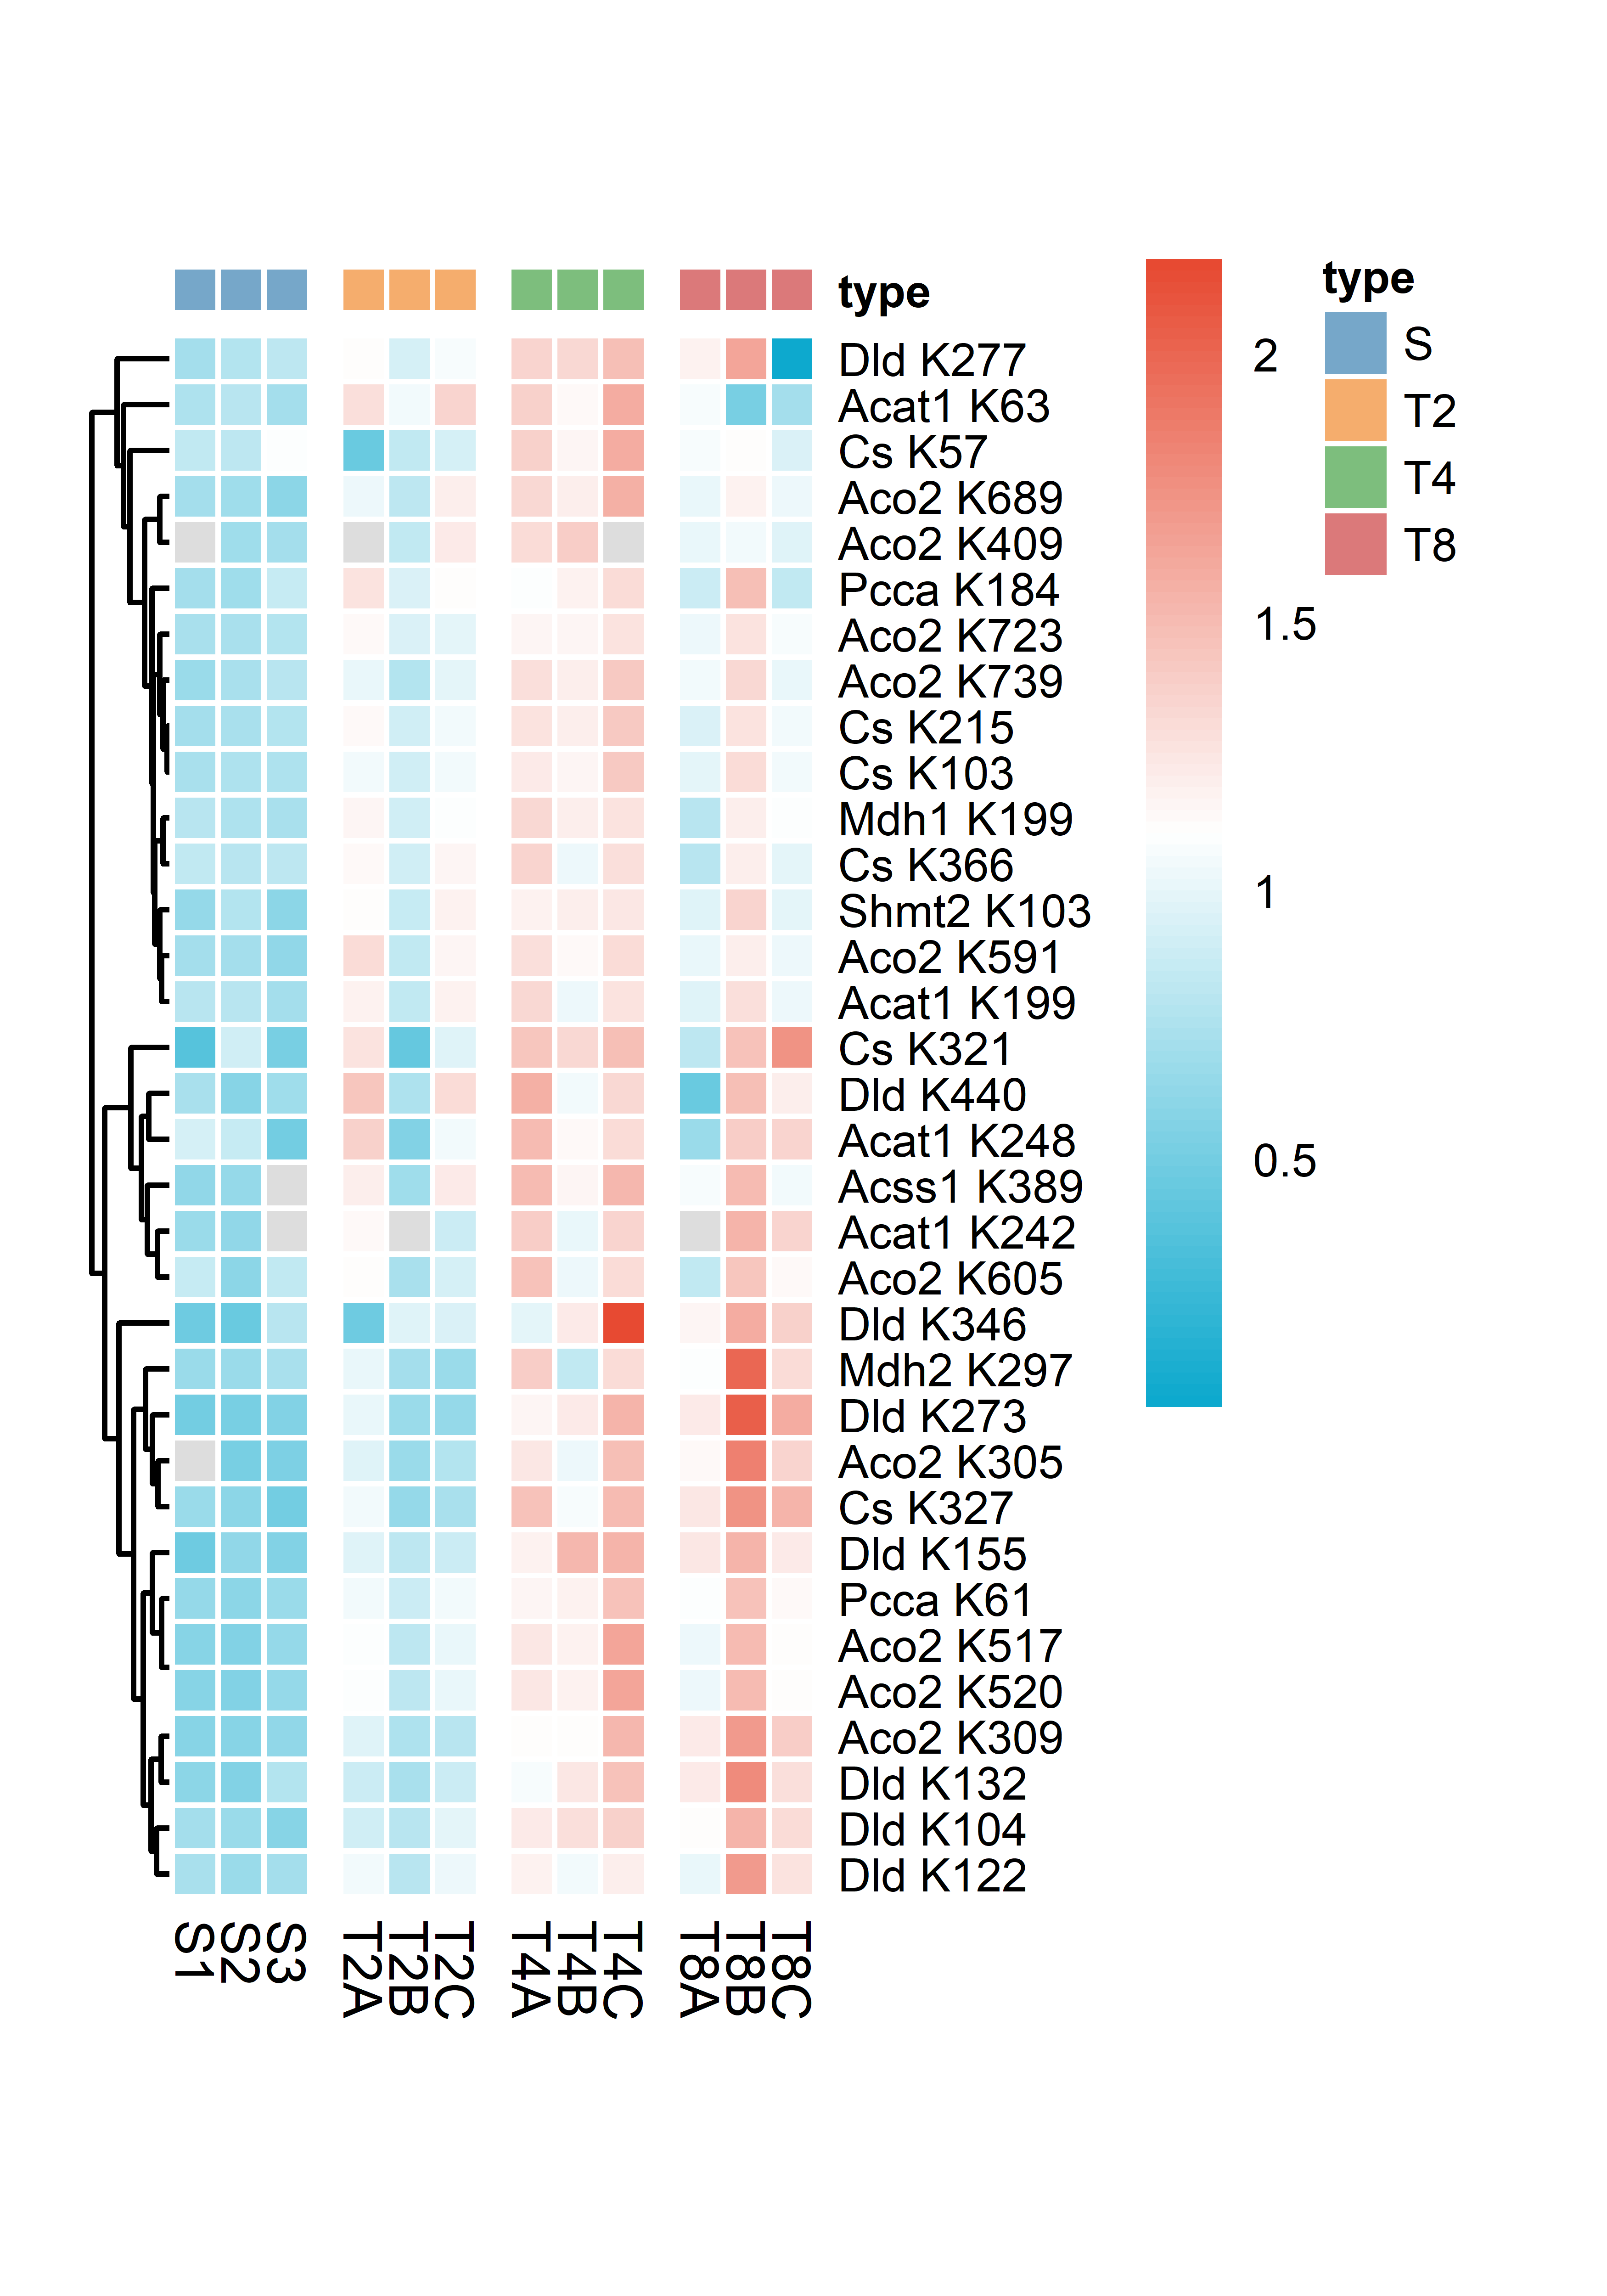 type
Dld K277
Acat1 K63
Cs K57
Aco2 K689
Aco2 K409
Pcca K184
Aco2 K723
Aco2 K739
Cs K215
Cs K103
Mdh1 K199
Cs K366
Shmt2 K103
Aco2 K591
Acat1 K199
Cs K321
Dld K440
Acat1 K248
Acss1 K389
Acat1 K242
Aco2 K605
Dld K346
Mdh2 K297
Dld K273
Aco2 K305
Cs K327
Dld K155
Pcca K61
Aco2 K517
Aco2 K520
Aco2 K309
Dld K132
Dld K104
Dld K122
S1
S2
S3
T2A
T2B
T2C
T4A
T4B
T4C
T8A
T8B
T8C
2
1.5
1
0.5
type
S
T2
T4
T8